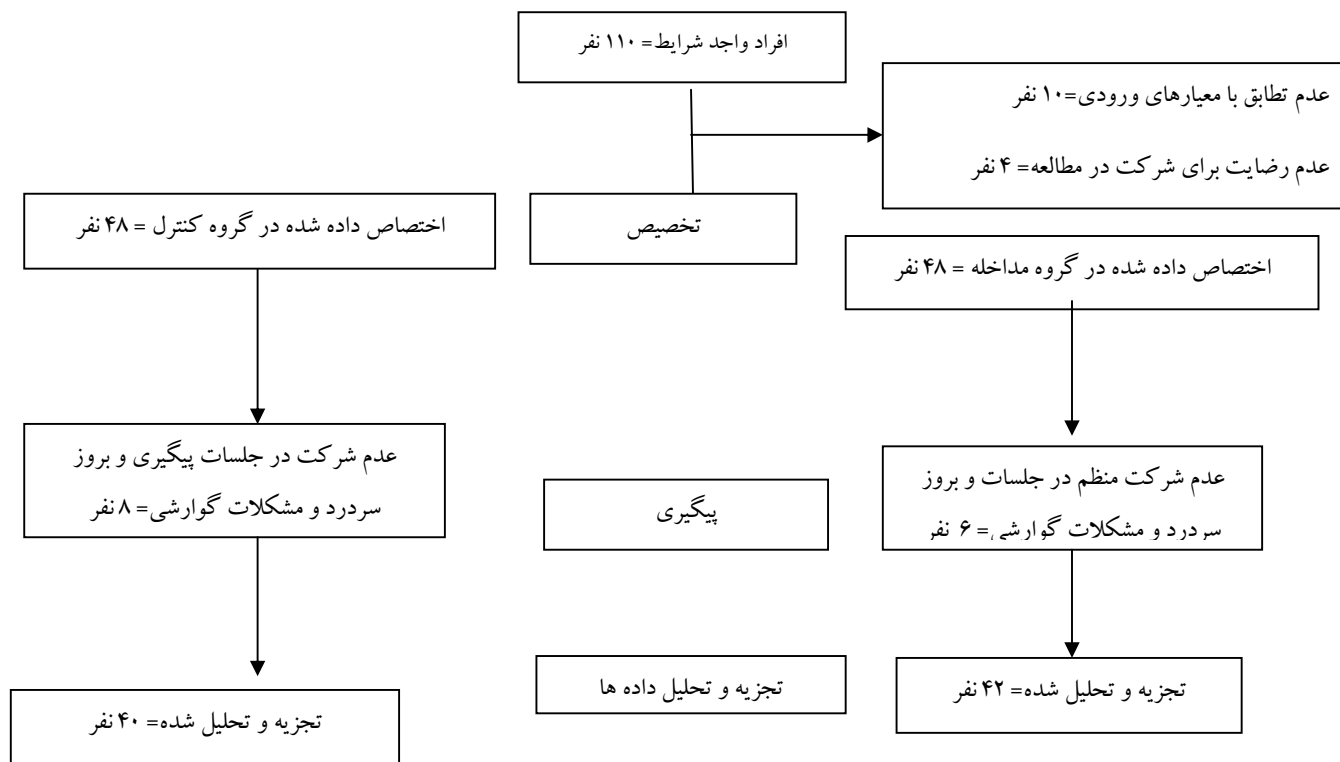 افراد واجد شرایط= ۱۱۰ نفر
عدم تطابق با معیارهای ورودی=۱۰ نفر
عدم رضایت برای شرکت در مطالعه= ۴ نفر
تخصیص
اختصاص داده شده در گروه مداخله = ۴۸ نفر
اختصاص داده شده در گروه کنترل = ۴۸ نفر
عدم شرکت منظم در جلسات و بروز
سردرد و مشکلات گوارشی= ۶ نفر
پیگیری
عدم شرکت در جلسات پیگیری و بروز
سردرد و مشکلات گوارشی= ۸ نفر
تجزیه و تحلیل شده= ۴۲ نفر
تجزیه و تحلیل داده ها
تجزیه و تحلیل شده= ۴۰ نفر